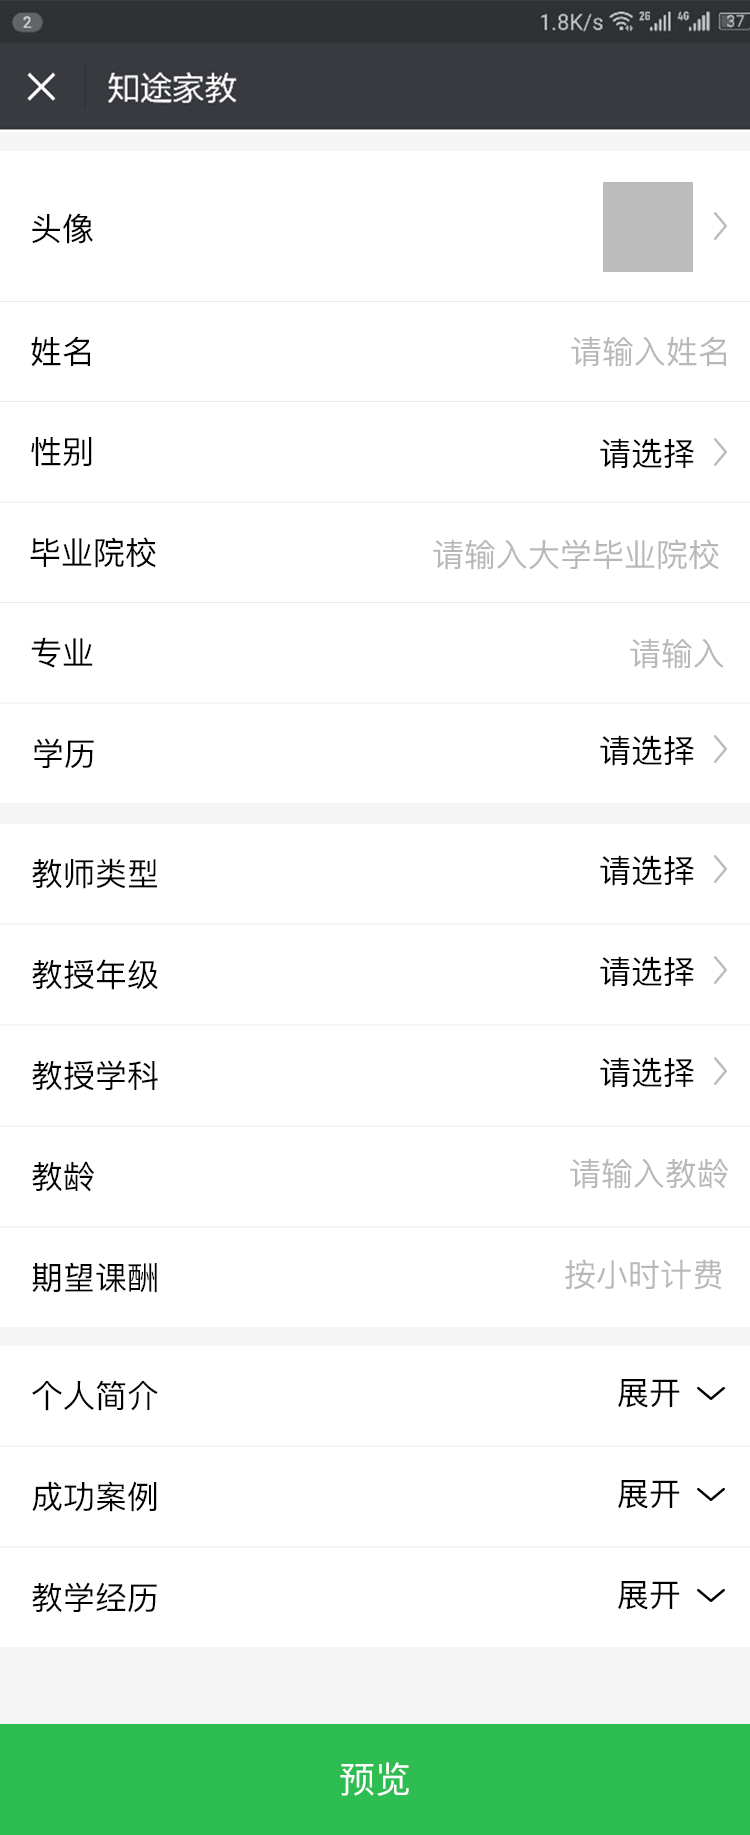 2 1.8K/s 2G 4G 37
知途家教
头像
姓名 请输入姓名
性别 请选择
毕业院校 请输入大学毕业院校
专业 请输入
学历 请选择
教师类型 请选择
教授年级 请选择
教授学科 请选择
教龄 请输入教龄
期望课酬 按小时计费
个人简介 展开
成功案例 展开
教学经历 展开
预览